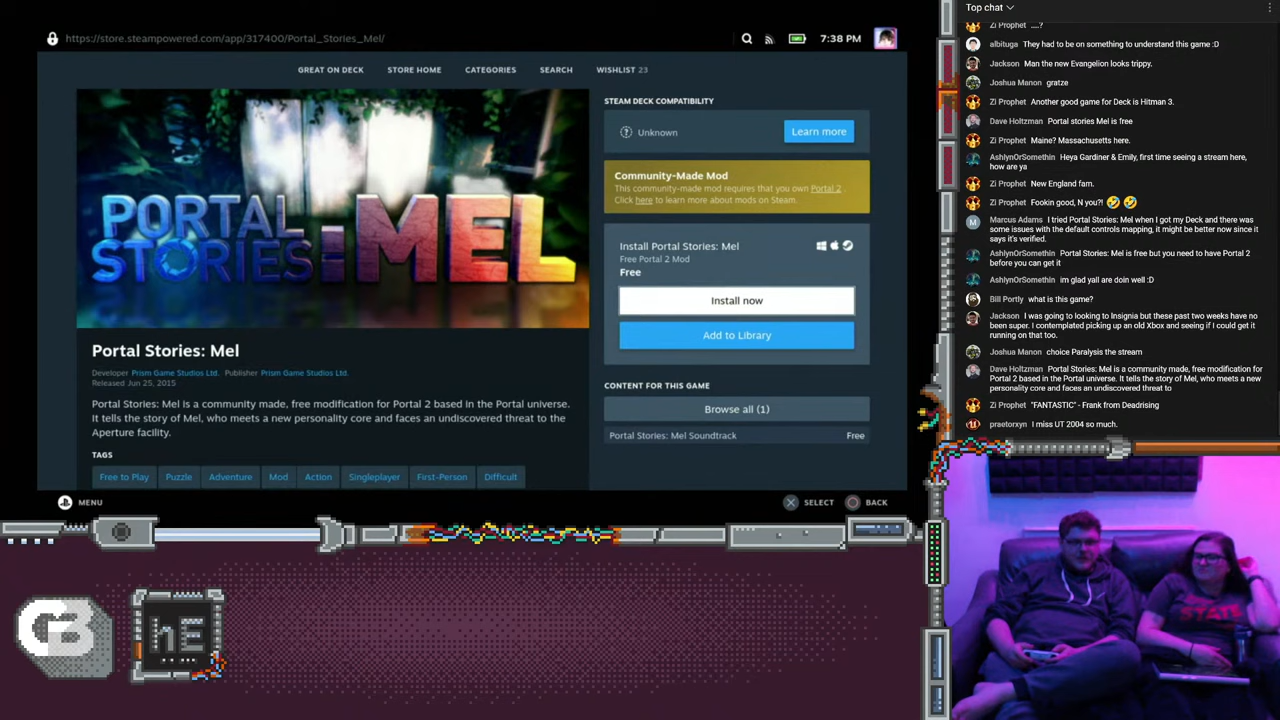 https://store.steampowered.com/app/317400/Portal_Stories_Mel/
7:38 PM
GREAT ON DECK
STORE HOME
CATEGORIES
SEARCH
WISHLIST 23
PORTAL
STORIES:MEL
Portal Stories: Mel
Developer Prism Game Studios Ltd. Publisher Prism Game Studios Ltd.
Released Jun 25, 2015
Portal Stories: Mel is a community made, free modification for Portal 2 based in the Portal universe.
It tells the story of Mel, who meets a new personality core and faces an undiscovered threat to the
Aperture facility.
TAGS
Free to Play
Puzzle
Adventure
Mod
Action
Singleplayer
First-Person
Difficult
STEAM DECK COMPATIBILITY
Unknown
Learn more
Community-Made Mod
This community-made mod requires that you own Portal 2 .
Click here to learn more about mods on Steam.
Install Portal Stories: Mel
Free Portal 2 Mod
Free
Install now
Add to Library
CONTENT FOR THIS GAME
Browse all (1)
Portal Stories: Mel Soundtrack
Free
MENU
SELECT
BACK
Top chat
Zi Prophet ....?
albituga They had to be on something to understand this game :D
Jackson Man the new Evangelion looks trippy.
Joshua Manon gratze
Zi Prophet Another good game for Deck is Hitman 3.
Dave Holtzman Portal stories Mel is free
Zi Prophet Maine? Massachusetts here.
AshlynOrSomethin Heya Gardiner & Emily, first time seeing a stream here,
how are ya
Zi Prophet New England fam.
Zi Prophet Fookin good, N you?! 🤣 🤣
M
Marcus Adams I tried Portal Stories: Mel when I got my Deck and there was
some issues with the default controls mapping, it might be better now since it
says it's verified.
AshlynOrSomethin Portal Stories: Mel is free but you need to have Portal 2
before you can get it
AshlynOrSomethin im glad yall are doin well :D
Bill Portly what is this game?
Jackson I was going to looking to Insignia but these past two weeks have no
been super. I contemplated picking up an old Xbox and seeing if I could get it
running on that too.
Joshua Manon choice Paralysis the stream
Dave Holtzman Portal Stories: Mel is a community made, free modification for
Portal 2 based in the Portal universe. It tells the story of Mel, who meets a new
personality core and faces an undiscovered threat to
Zi Prophet "FANTASTIC" - Frank from Deadrising
praetorxyn I miss UT 2004 so much.
GB
hE
STATE